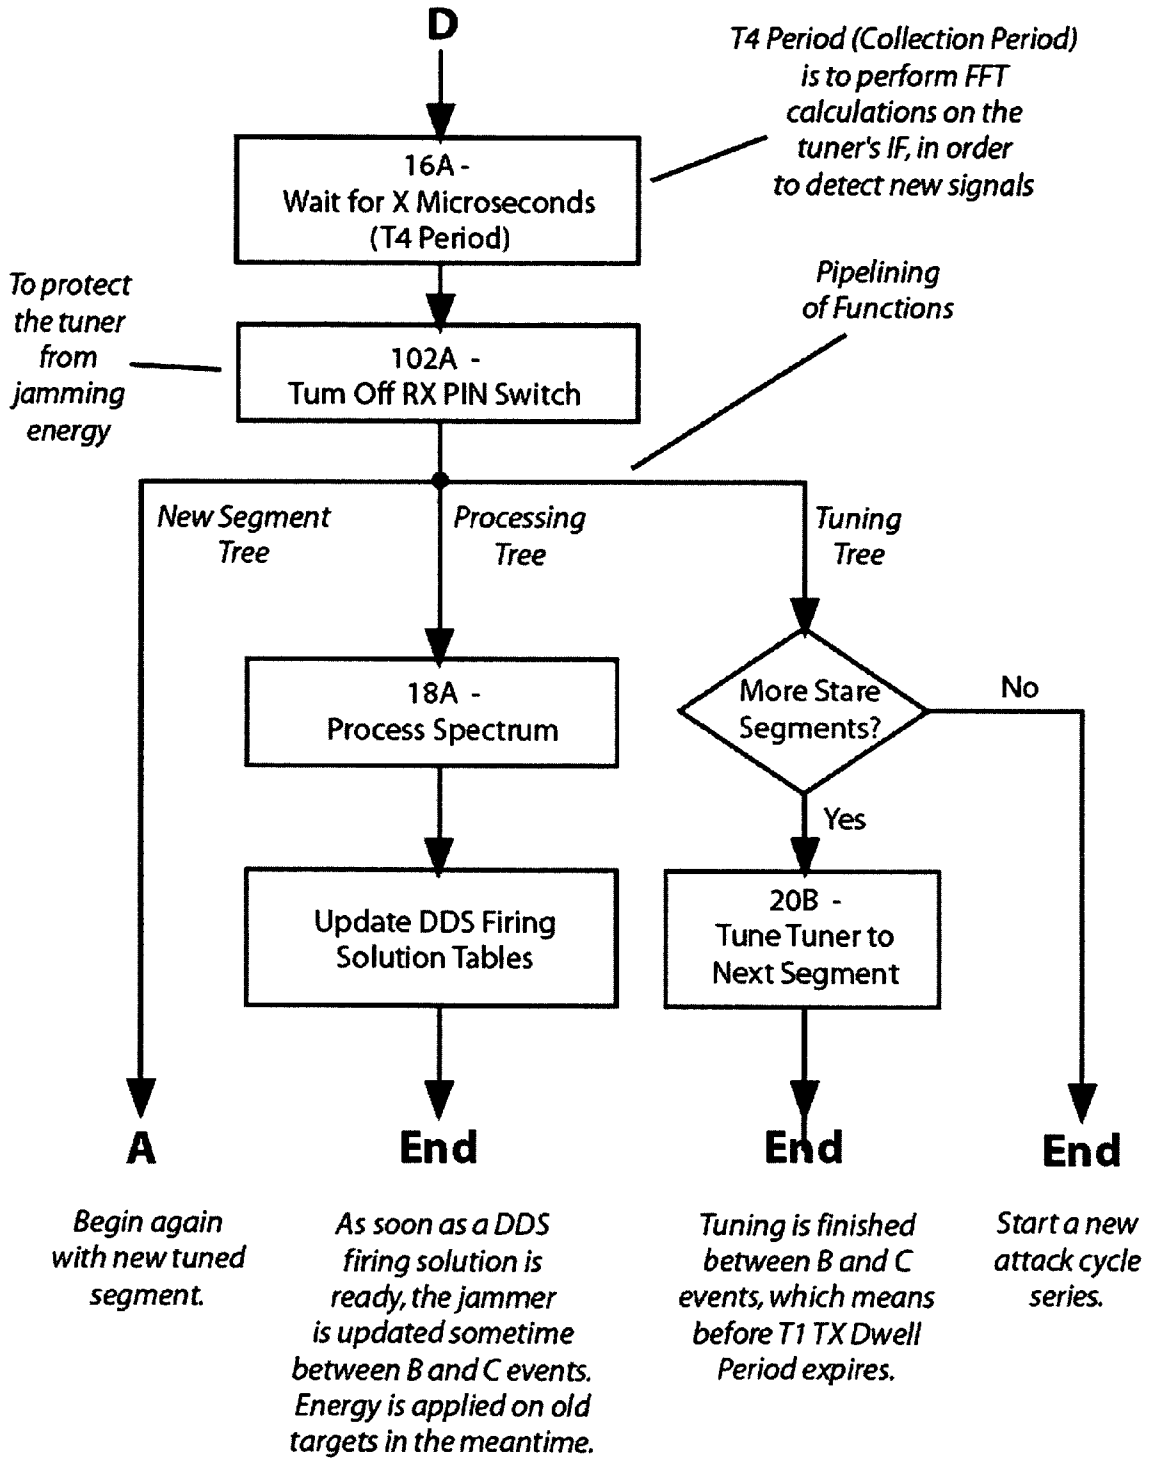 D
T4 Period (Collection Period)
is to perform FFT
calculations on the
tuner's IF, in order
to detect new signals
16A -
Wait for X Microseconds
(T4 Period)
To protect
the tuner
from
jamming
energy
Pipelining
of Functions
102A -
Tum Off RX PIN Switch
New Segment
Tree
Processing
Tree
Tuning
Tree
18A -
Process Spectrum
More Stare
Segments?
No
Yes
Update DDS Firing
Solution Tables
20B -
Tune Tuner to
Next Segment
A
End
End
End
Begin again
with new tuned
segment.
As soon as a DDS
firing solution is
ready, the jammer
is updated sometime
between B and C events.
Energy is applied on old
targets in the meantime.
Tuning is finished
between B and C
events, which means
before T1 TX Dwell
Period expires.
Start a new
attack cycle
series.